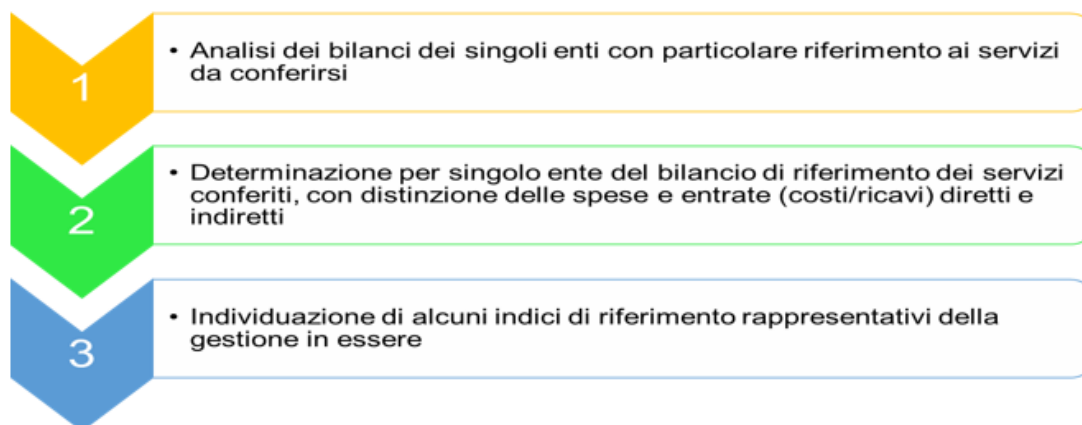 1
• Analisi dei bilanci dei singoli enti con particolare riferimento ai servizi
da conferirsi
2
• Determinazione per singolo ente del bilancio di riferimento dei servizi
conferiti, con distinzione delle spese e entrate (costi/ricavi) diretti e
indiretti
3
• Individuazione di alcuni indici di riferimento rappresentativi della
gestione in essere